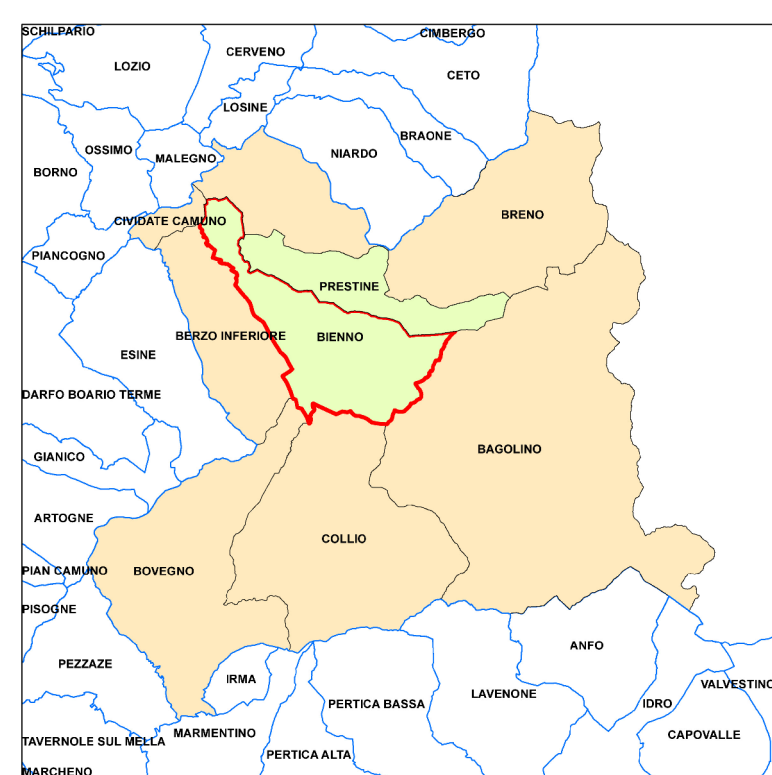 SCHILPARIO
CIMBERGO
CERVENO
LOZIO
CETO
LOSINE
BRAONE
OSSIMO
NIARDO
MALEGNO
BORNO
BRENO
CIVIDATE CAMUNO
PIANCOGNO
PRESTINE
BERZO INFERIORE
BIENNO
ESINE
DARFO BOARIO TERME
BAGOLINO
GIANICO
ARTOGNE
COLLIO
PIAN CAMUNO
BOVEGNO
PISOGNE
ANFO
PEZZAZE
IRMA
VALVESTINO
LAVENONE
PERTICA BASSA
IDRO
MARMENTINO
CAPOVALLE
TAVERNOLE SUL MELLA
PERTICA ALTA
MARCHENO